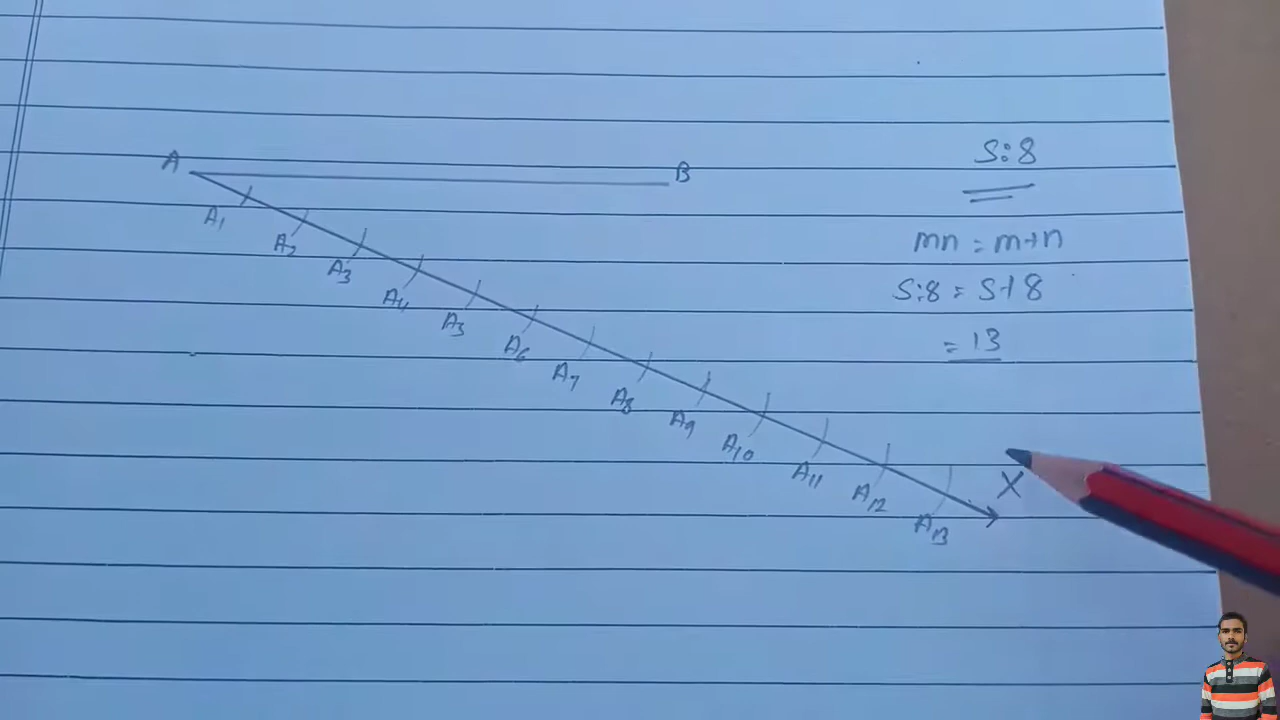 A B
5:8
A1
A2
mn = m+n
A3
5:8 = 5+8
A4
A5
= 13
A6
A7
A8
A9
A10
A11
X
A12
A13